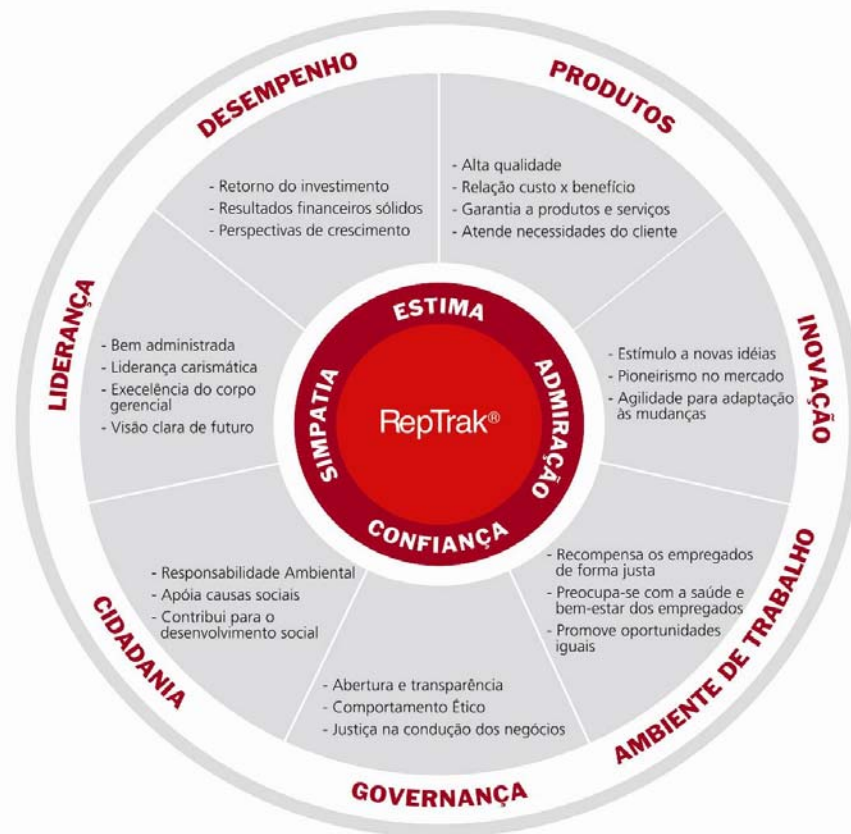 DESEMPENHO
- Retorno do investimento
- Resultados financeiros sólidos
- Perspectivas de crescimento
PRODUTOS
- Alta qualidade
- Relação custo x benefício
- Garantia a produtos e serviços
- Atende necessidades do cliente
INOVAÇÃO
- Estímulo a novas idéias
- Pioneirismo no mercado
- Agilidade para adaptação
às mudanças
AMBIENTE DE TRABALHO
- Recompensa os empregados
de forma justa
- Preocupa-se com a saúde e
bem-estar dos empregados
- Promove oportunidades
iguais
GOVERNANÇA
- Abertura e transparência
- Comportamento Ético
- Justiça na condução dos negócios
CIDADANIA
- Responsabilidade Ambiental
- Apóia causas sociais
- Contribui para o
desenvolvimento social
LIDERANÇA
- Bem administrada
- Liderança carismática
- Execelência do corpo
gerencial
- Visão clara de futuro
ESTIMA
ADMIRAÇÃO
CONFIANÇA
SIMPATIA
RepTrak®